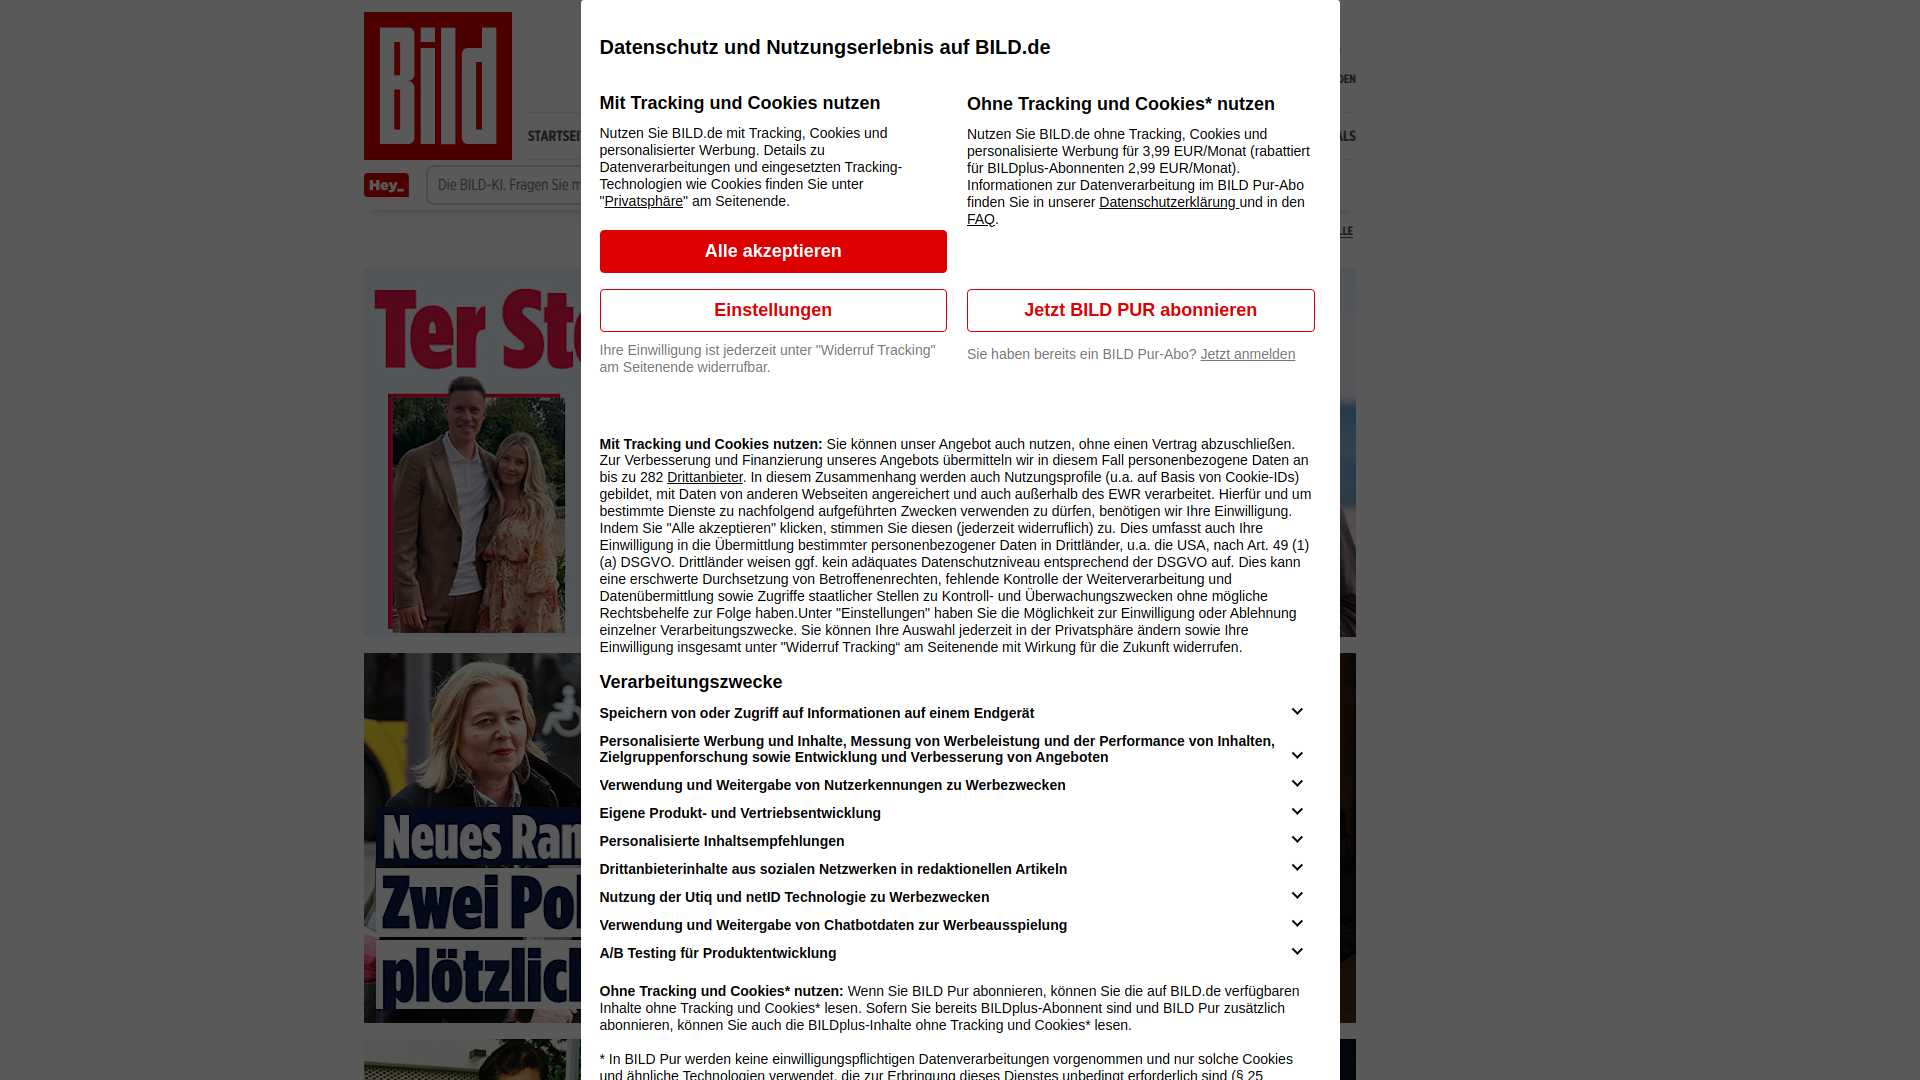 Bild
DEN
STARTSEI
ALS
Hey_
Die BILD-KI. Fragen Sie m
LLE
Ter Ste
Neues Ran
Zwei Pol
plötzlich
Datenschutz und Nutzungserlebnis auf BILD.de
Mit Tracking und Cookies nutzen
Nutzen Sie BILD.de mit Tracking, Cookies und
personalisierter Werbung. Details zu
Datenverarbeitungen und eingesetzten Tracking-
Technologien wie Cookies finden Sie unter
"Privatsphäre" am Seitenende.
Alle akzeptieren
Einstellungen
Ihre Einwilligung ist jederzeit unter "Widerruf Tracking"
am Seitenende widerrufbar.
Ohne Tracking und Cookies* nutzen
Nutzen Sie BILD.de ohne Tracking, Cookies und
personalisierte Werbung für 3,99 EUR/Monat (rabattiert
für BILDplus-Abonnenten 2,99 EUR/Monat).
Informationen zur Datenverarbeitung im BILD Pur-Abo
finden Sie in unserer Datenschutzerklärung und in den
FAQ.
Jetzt BILD PUR abonnieren
Sie haben bereits ein BILD Pur-Abo? Jetzt anmelden
Mit Tracking und Cookies nutzen: Sie können unser Angebot auch nutzen, ohne einen Vertrag abzuschließen.
Zur Verbesserung und Finanzierung unseres Angebots übermitteln wir in diesem Fall personenbezogene Daten an
bis zu 282 Drittanbieter. In diesem Zusammenhang werden auch Nutzungsprofile (u.a. auf Basis von Cookie-IDs)
gebildet, mit Daten von anderen Webseiten angereichert und auch außerhalb des EWR verarbeitet. Hierfür und um
bestimmte Dienste zu nachfolgend aufgeführten Zwecken verwenden zu dürfen, benötigen wir Ihre Einwilligung.
Indem Sie "Alle akzeptieren" klicken, stimmen Sie diesen (jederzeit widerruflich) zu. Dies umfasst auch Ihre
Einwilligung in die Übermittlung bestimmter personenbezogener Daten in Drittländer, u.a. die USA, nach Art. 49 (1)
(a) DSGVO. Drittländer weisen ggf. kein adäquates Datenschutzniveau entsprechend der DSGVO auf. Dies kann
eine erschwerte Durchsetzung von Betroffenenrechten, fehlende Kontrolle der Weiterverarbeitung und
Datenübermittlung sowie Zugriffe staatlicher Stellen zu Kontroll- und Überwachungszwecken ohne mögliche
Rechtsbehelfe zur Folge haben.Unter "Einstellungen" haben Sie die Möglichkeit zur Einwilligung oder Ablehnung
einzelner Verarbeitungszwecke. Sie können Ihre Auswahl jederzeit in der Privatsphäre ändern sowie Ihre
Einwilligung insgesamt unter "Widerruf Tracking“ am Seitenende mit Wirkung für die Zukunft widerrufen.
Verarbeitungszwecke
Speichern von oder Zugriff auf Informationen auf einem Endgerät
Personalisierte Werbung und Inhalte, Messung von Werbeleistung und der Performance von Inhalten,
Zielgruppenforschung sowie Entwicklung und Verbesserung von Angeboten
Verwendung und Weitergabe von Nutzerkennungen zu Werbezwecken
Eigene Produkt- und Vertriebsentwicklung
Personalisierte Inhaltsempfehlungen
Drittanbieterinhalte aus sozialen Netzwerken in redaktionellen Artikeln
Nutzung der Utiq und netID Technologie zu Werbezwecken
Verwendung und Weitergabe von Chatbotdaten zur Werbeausspielung
A/B Testing für Produktentwicklung
Ohne Tracking und Cookies* nutzen: Wenn Sie BILD Pur abonnieren, können Sie die auf BILD.de verfügbaren
Inhalte ohne Tracking und Cookies* lesen. Sofern Sie bereits BILDplus-Abonnent sind und BILD Pur zusätzlich
abonnieren, können Sie auch die BILDplus-Inhalte ohne Tracking und Cookies* lesen.
* In BILD Pur werden keine einwilligungspflichtigen Datenverarbeitungen vorgenommen und nur solche Cookies
und ähnliche Technologien verwendet, die zur Erbringung dieses Dienstes unbedingt erforderlich sind (§ 25